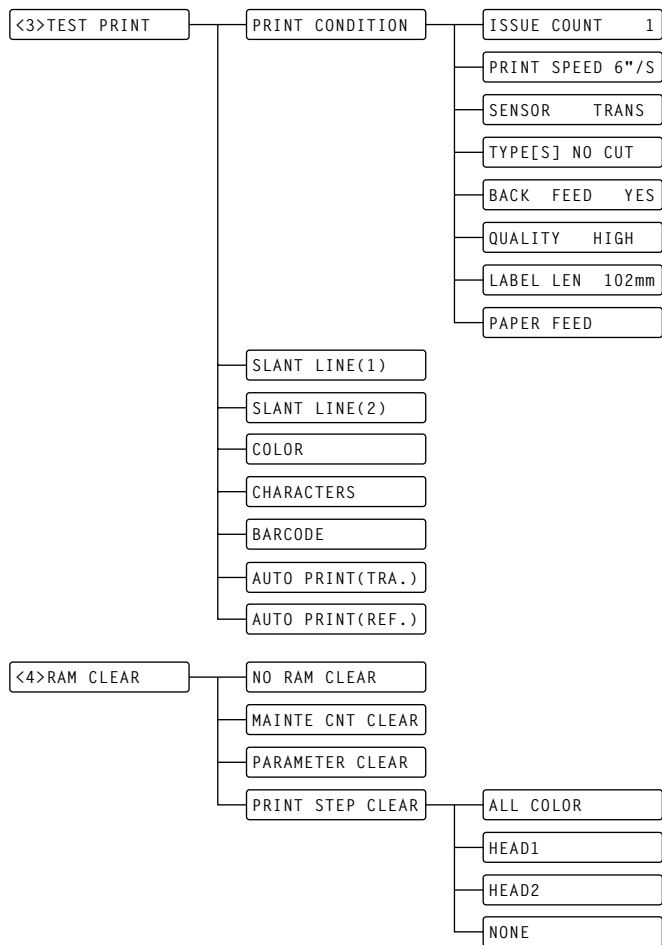 <3>TEST PRINT
PRINT CONDITION
ISSUE COUNT 1
PRINT SPEED 6"/S
SENSOR TRANS
TYPE[S] NO CUT
BACK FEED YES
QUALITY HIGH
LABEL LEN 102mm
PAPER FEED
SLANT LINE(1)
SLANT LINE(2)
COLOR
CHARACTERS
BARCODE
AUTO PRINT(TRA.)
AUTO PRINT(REF.)
<4>RAM CLEAR
NO RAM CLEAR
MAINTE CNT CLEAR
PARAMETER CLEAR
PRINT STEP CLEAR
ALL COLOR
HEAD1
HEAD2
NONE